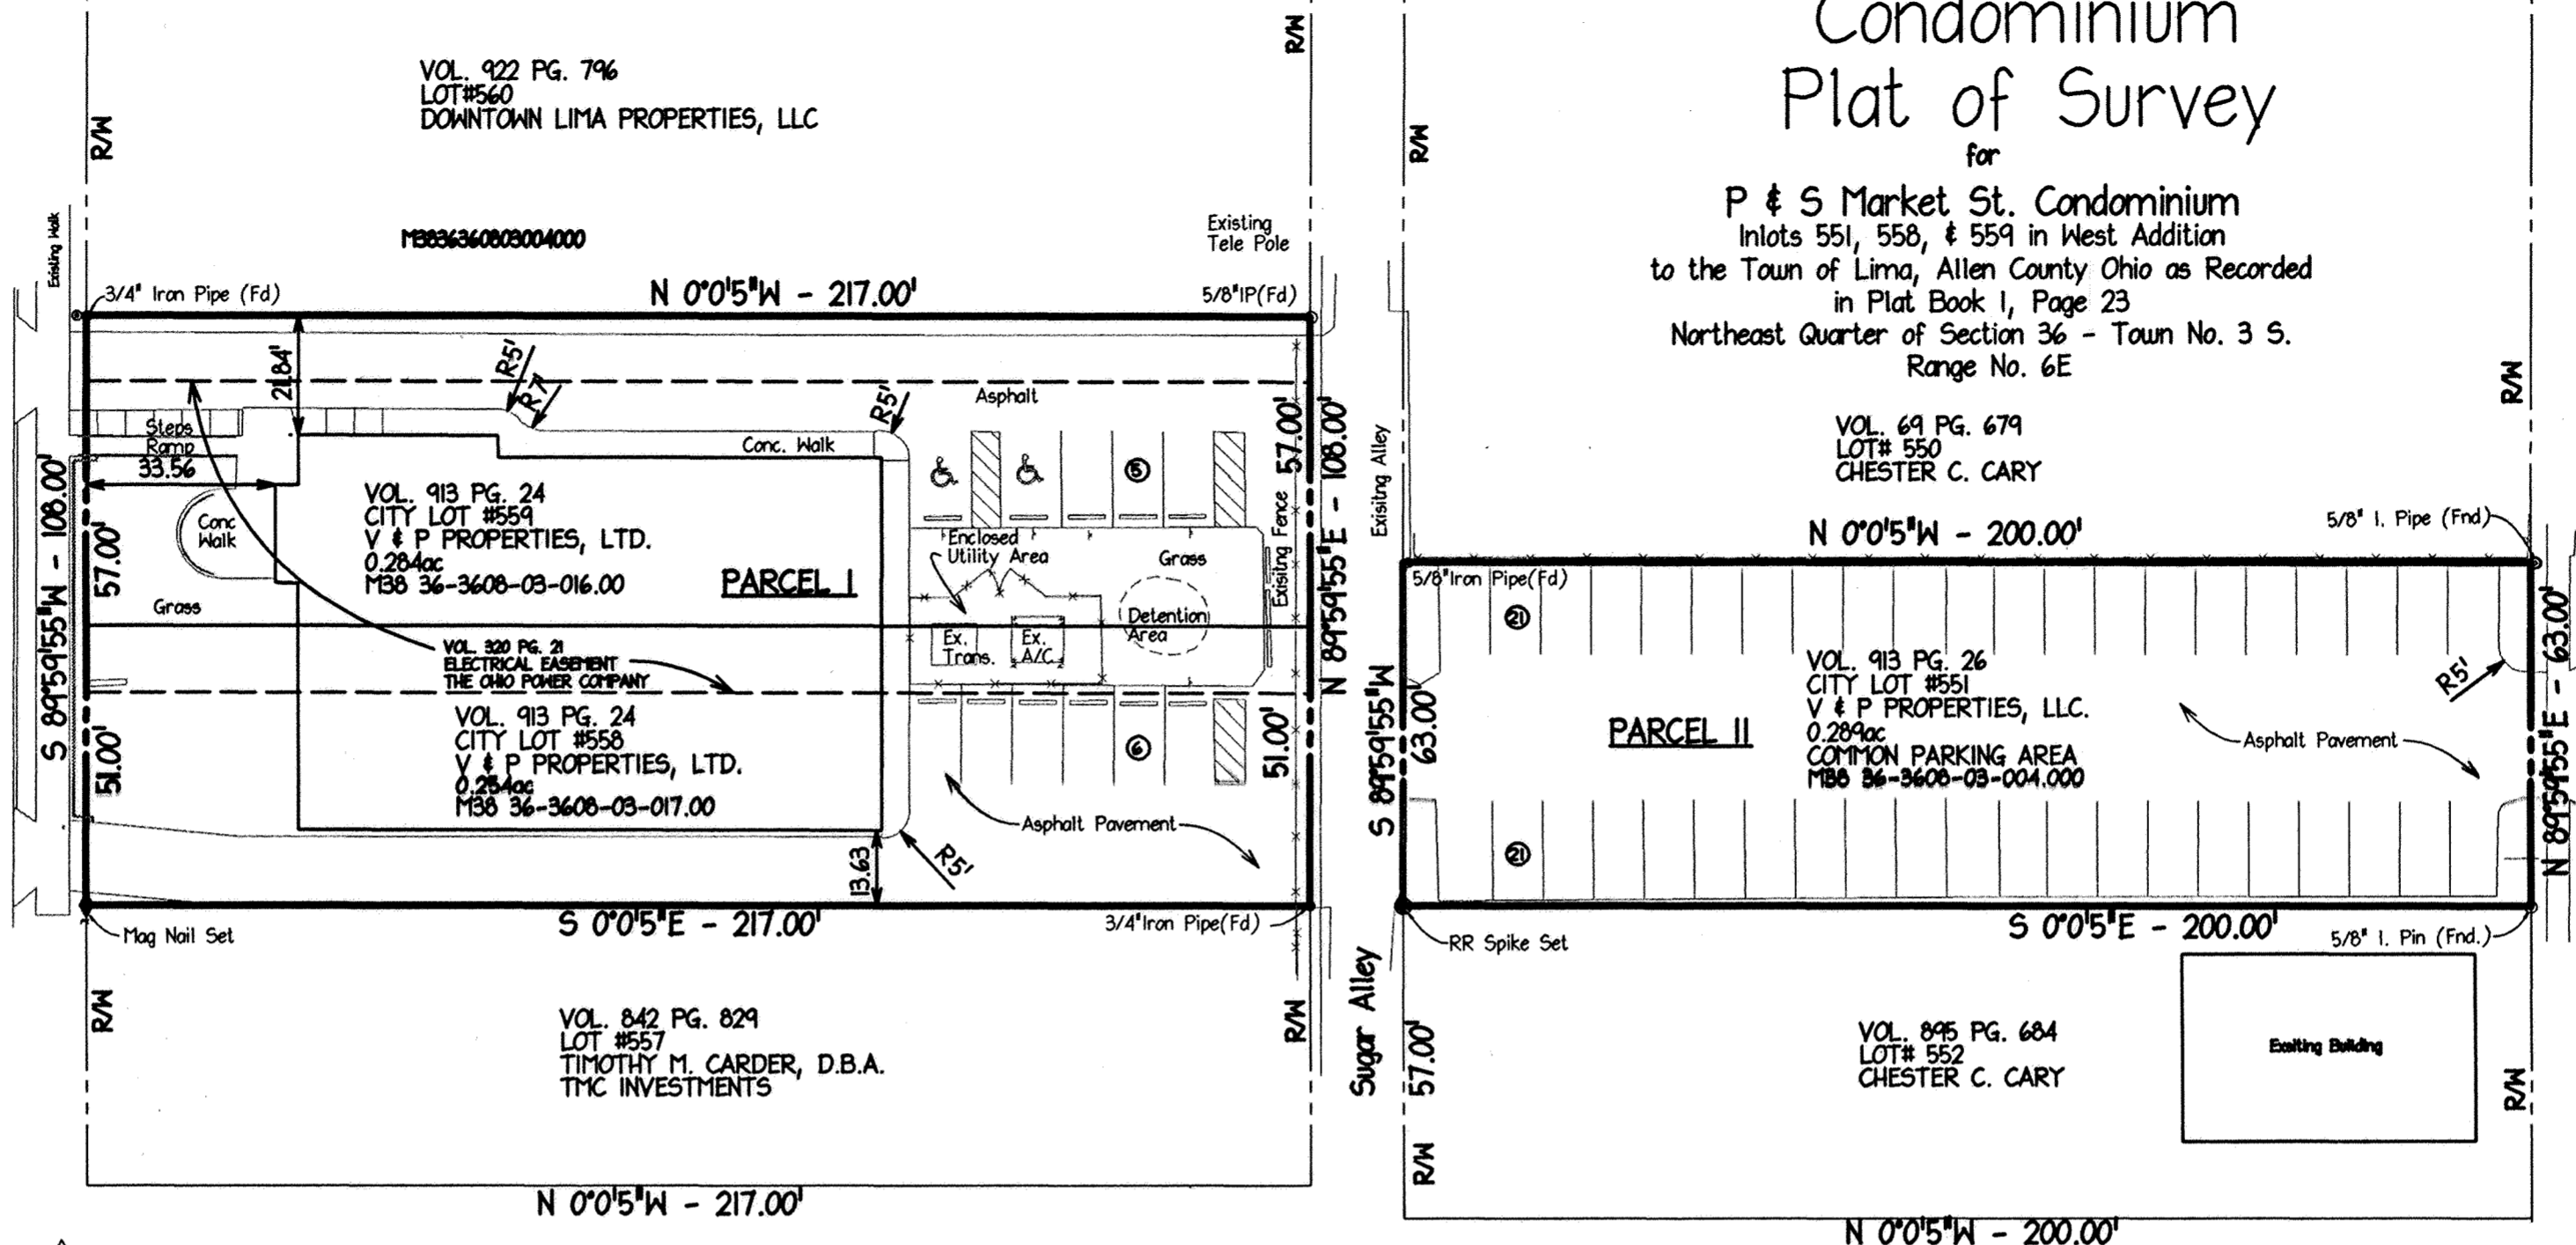 Condominium
Plat of Survey
for
P & S Market St. Condominium
Inlots 551, 558, & 559 in West Addition
to the Town of Lima, Allen County Ohio as Recorded
in Plat Book 1, Page 23
Northeast Quarter of Section 36 - Town No. 3 S.
Range No. 6E
R/W
R/W
R/W
R/W
VOL. 922 PG. 796
LOT#560
DOWNTOWN LIMA PROPERTIES, LLC
M3836360803004000
Existing Walk
Existing
Tele Pole
3/4" Iron Pipe (Fd)
N 0°0'5"W - 217.00'
5/8"IP(Fd)
21.84'
R5'
R7'
R5'
Asphalt
Steps
Ramp
33.56
Conc. Walk
Conc
Walk
Grass
S 89°59'55"W - 108.00'
57.00'
51.00'
VOL. 913 PG. 24
CITY LOT #559
V & P PROPERTIES, LTD.
0.284ac
M38 36-3608-03-016.00
PARCEL I
5
Enclosed
Utility Area
Grass
Detention
Area
Ex.
Trans.
Ex.
A/C
Exisitng Fence
57.00'
51.00'
N 89°59'55"E - 108.00'
Exisitng Alley
VOL. 320 PG. 21
ELECTRICAL EASEMENT
THE OHIO POWER COMPANY
VOL. 913 PG. 24
CITY LOT #558
V & P PROPERTIES, LTD.
0.254ac
M38 36-3608-03-017.00
6
Asphalt Pavement
13.63
R5'
Mag Nail Set
S 0°0'5"E - 217.00'
3/4"Iron Pipe(Fd)
R/W
R/W
VOL. 842 PG. 829
LOT #557
TIMOTHY M. CARDER, D.B.A.
TMC INVESTMENTS
N 0°0'5"W - 217.00'
Sugar Alley
VOL. 69 PG. 679
LOT# 550
CHESTER C. CARY
R/W
N 0°0'5"W - 200.00'
5/8" I. Pipe (Fnd)
5/8"Iron Pipe(Fd)
21
S 89°59'55"W
63.00'
PARCEL II
VOL. 913 PG. 26
CITY LOT #551
V & P PROPERTIES, LLC.
0.289ac
COMMON PARKING AREA
M38 36-3608-03-004.000
R5'
Asphalt Pavement
N 89°59'55"E - 63.00'
21
RR Spike Set
S 0°0'5"E - 200.00'
5/8" I. Pin (Fnd.)
57.00'
R/W
VOL. 895 PG. 684
LOT# 552
CHESTER C. CARY
Exsiting Building
R/W
N 0°0'5"W - 200.00'